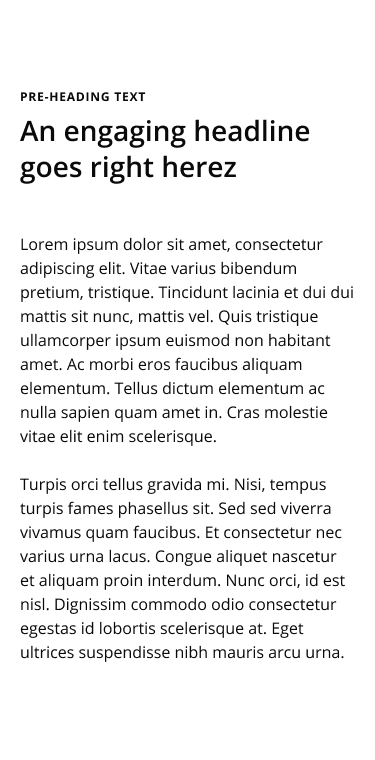 PRE-HEADING TEXT
An engaging headline
goes right herez
Lorem ipsum dolor sit amet, consectetur
adipiscing elit. Vitae varius bibendum
pretium, tristique. Tincidunt lacinia et dui dui
mattis sit nunc, mattis vel. Quis tristique
ullamcorper ipsum euismod non habitant
amet. Ac morbi eros faucibus aliquam
elementum. Tellus dictum elementum ac
nulla sapien quam amet in. Cras molestie
vitae elit enim scelerisque.
Turpis orci tellus gravida mi. Nisi, tempus
turpis fames phasellus sit. Sed sed viverra
vivamus quam faucibus. Et consectetur nec
varius urna lacus. Congue aliquet nascetur
et aliquam proin interdum. Nunc orci, id est
nisl. Dignissim commodo odio consectetur
egestas id lobortis scelerisque at. Eget
ultrices suspendisse nibh mauris arcu urna.